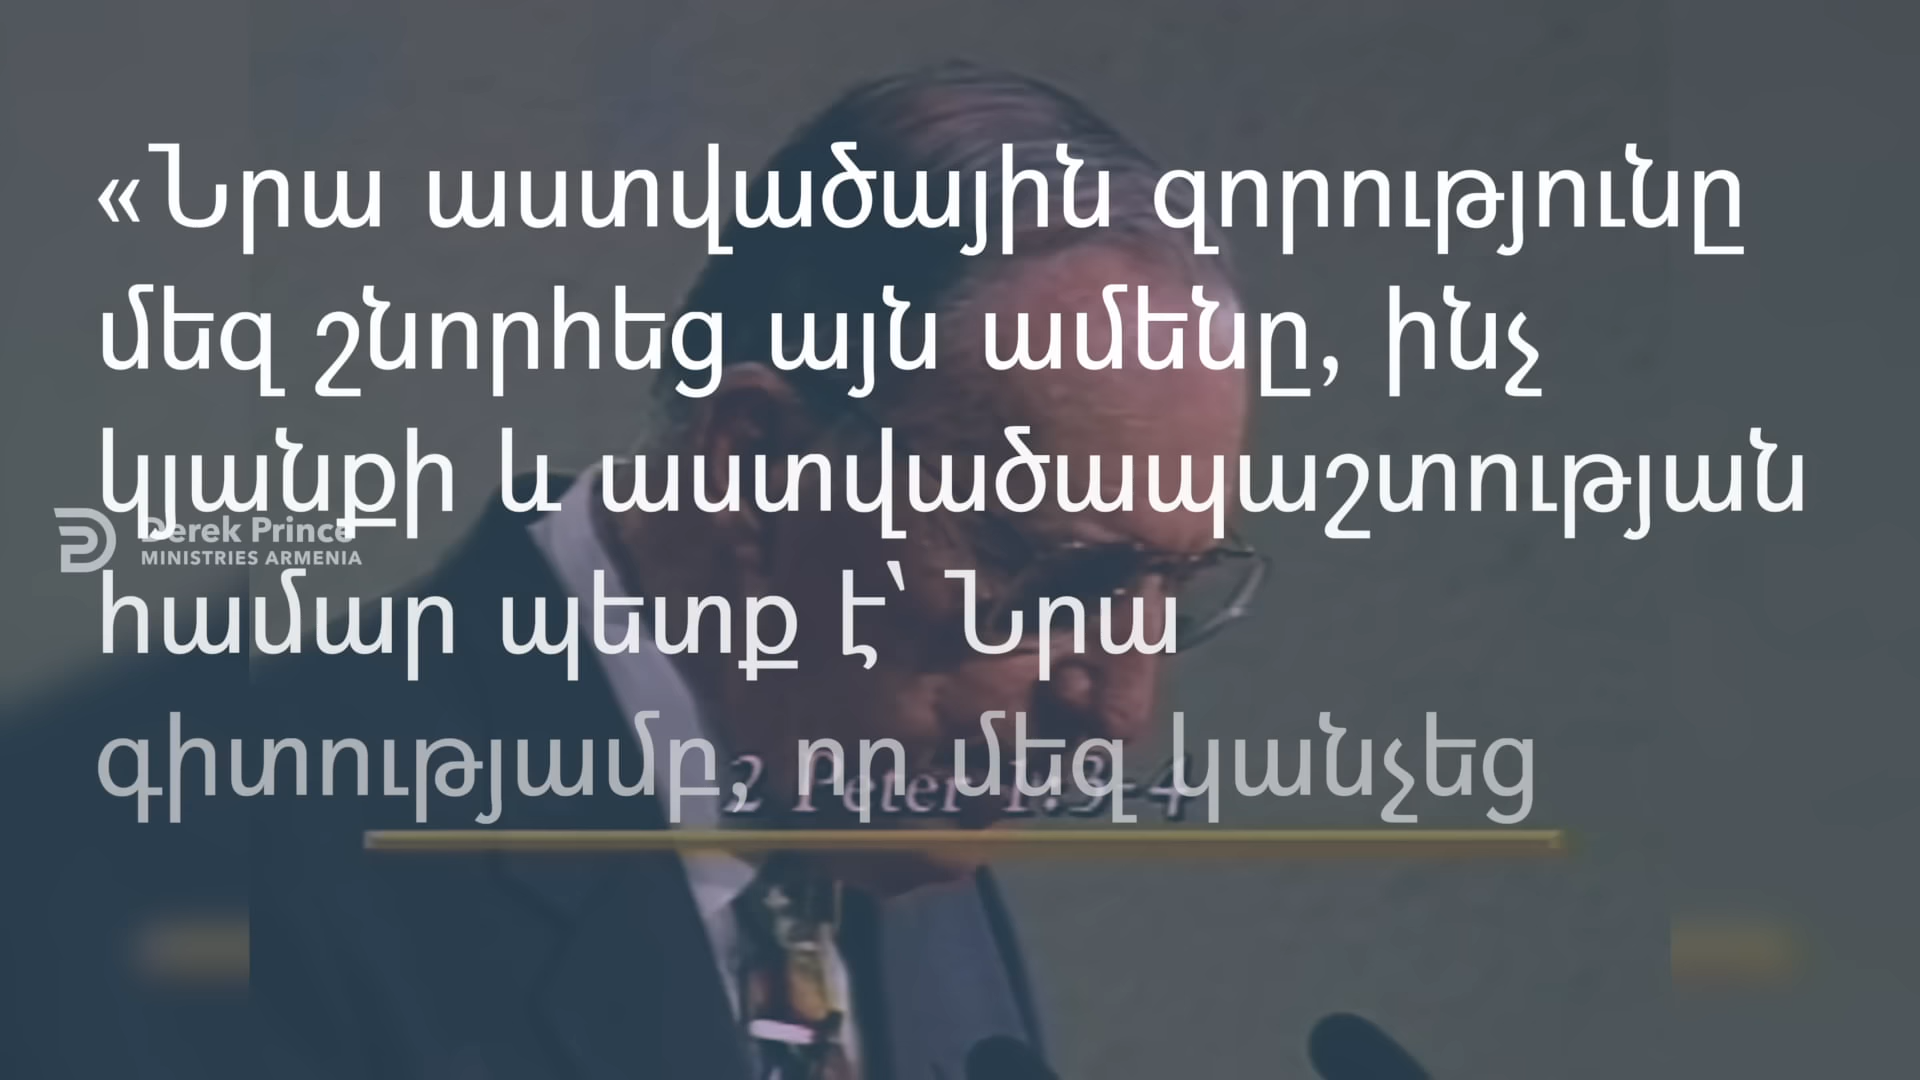 «Նրա աստվածային զորությունը
մեզ շնորհեց այն ամենը, ինչ
կյանքի և աստվածապաշտության
Derek Prince
MINISTRIES ARMENIA
համար պետք է՝ Նրա
գիտությամբ, որ մեզ կանչեց
2 Peter 1:3-4